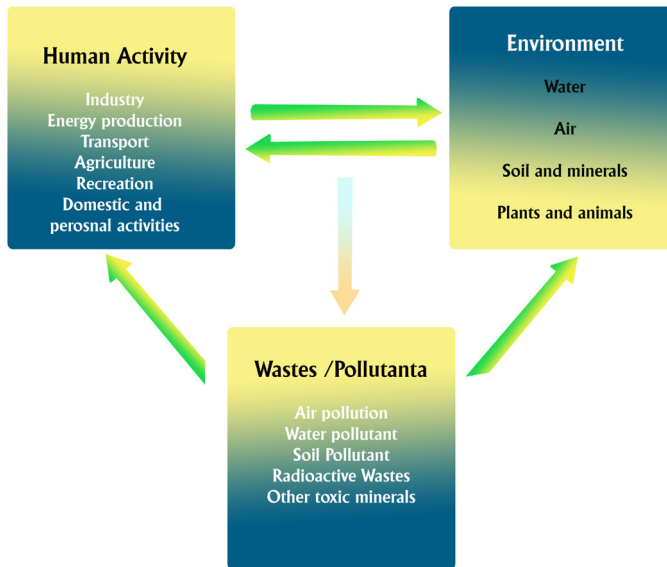 Human Activity
Industry
Energy production
Transport
Agriculture
Recreation
Domestic and
perosnal activities
Environment
Water
Air
Soil and minerals
Plants and animals
Wastes /Pollutanta
Air pollution
Water pollutant
Soil Pollutant
Radioactive Wastes
Other toxic minerals